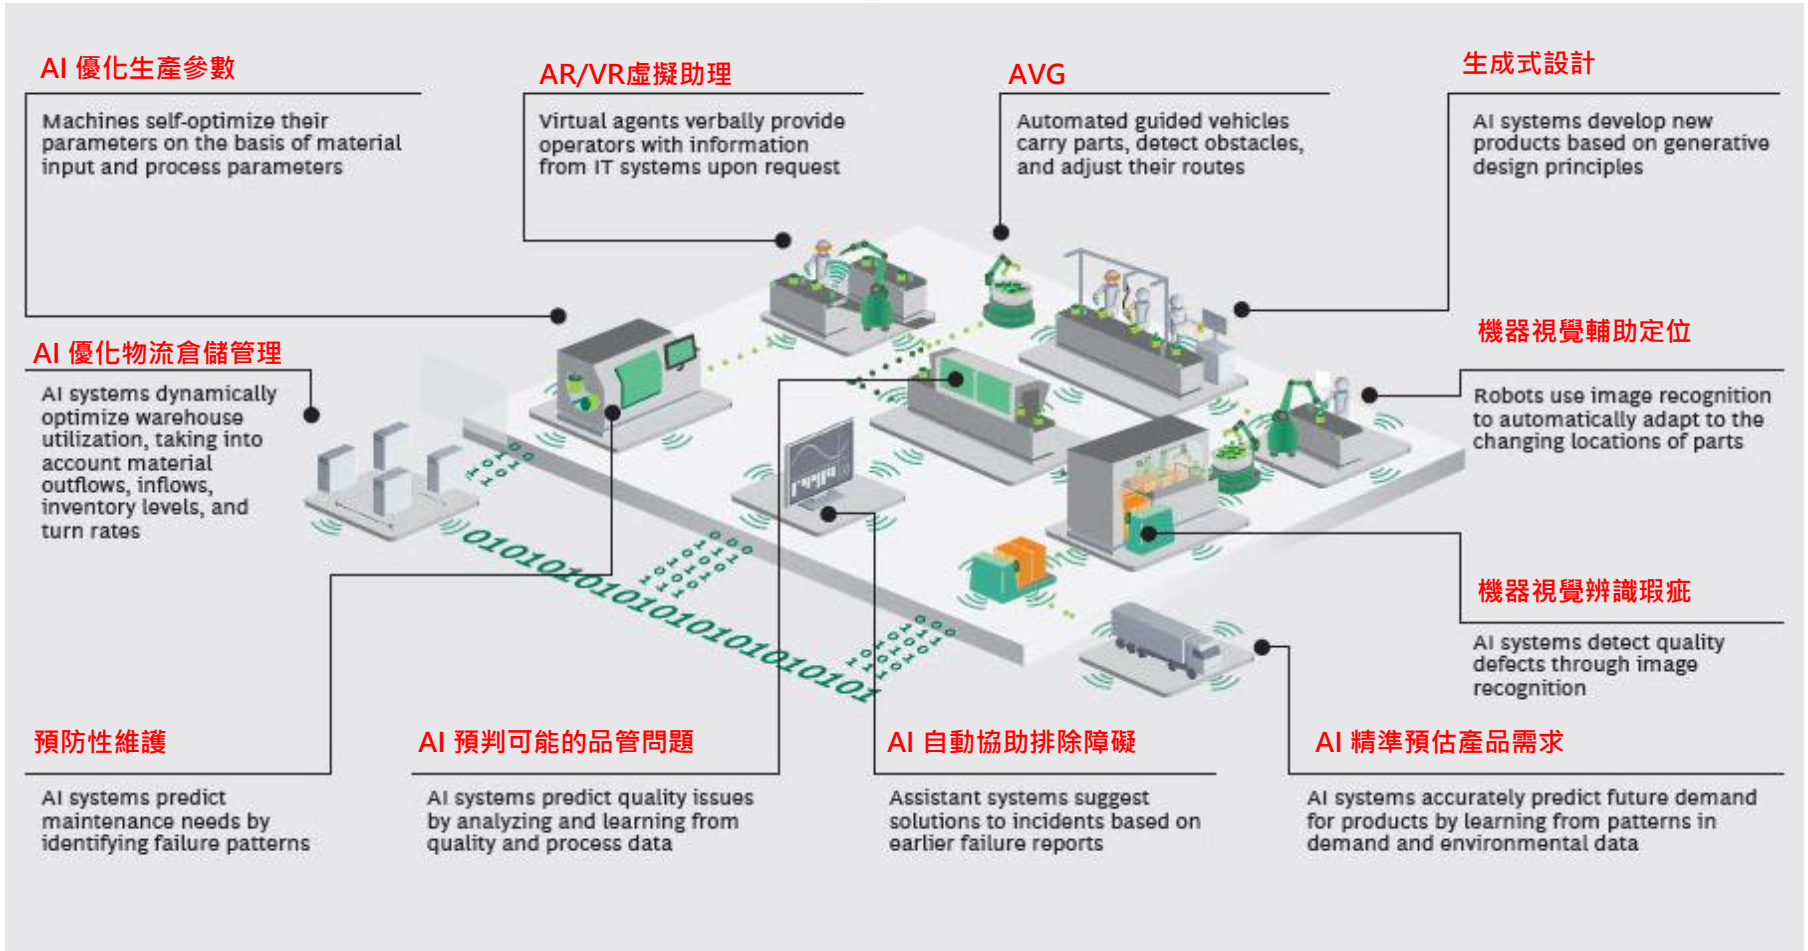 AI 優化生產參數
Machines self-optimize their
parameters on the basis of material
input and process parameters
AR/VR虛擬助理
Virtual agents verbally provide
operators with information
from IT systems upon request
AVG
Automated guided vehicles
carry parts, detect obstacles,
and adjust their routes
生成式設計
AI systems develop new
products based on generative
design principles
AI 優化物流倉儲管理
AI systems dynamically
optimize warehouse
utilization, taking into
account material
outflows, inflows,
inventory levels, and
turn rates
機器視覺輔助定位
Robots use image recognition
to automatically adapt to the
changing locations of parts
機器視覺辨識瑕疵
AI systems detect quality
defects through image
recognition
預防性維護
AI systems predict
maintenance needs by
identifying failure patterns
AI 預判可能的品管問題
AI systems predict quality issues
by analyzing and learning from
quality and process data
AI 自動協助排除障礙
Assistant systems suggest
solutions to incidents based on
earlier failure reports
AI 精準預估產品需求
AI systems accurately predict future demand
for products by learning from patterns in
demand and environmental data